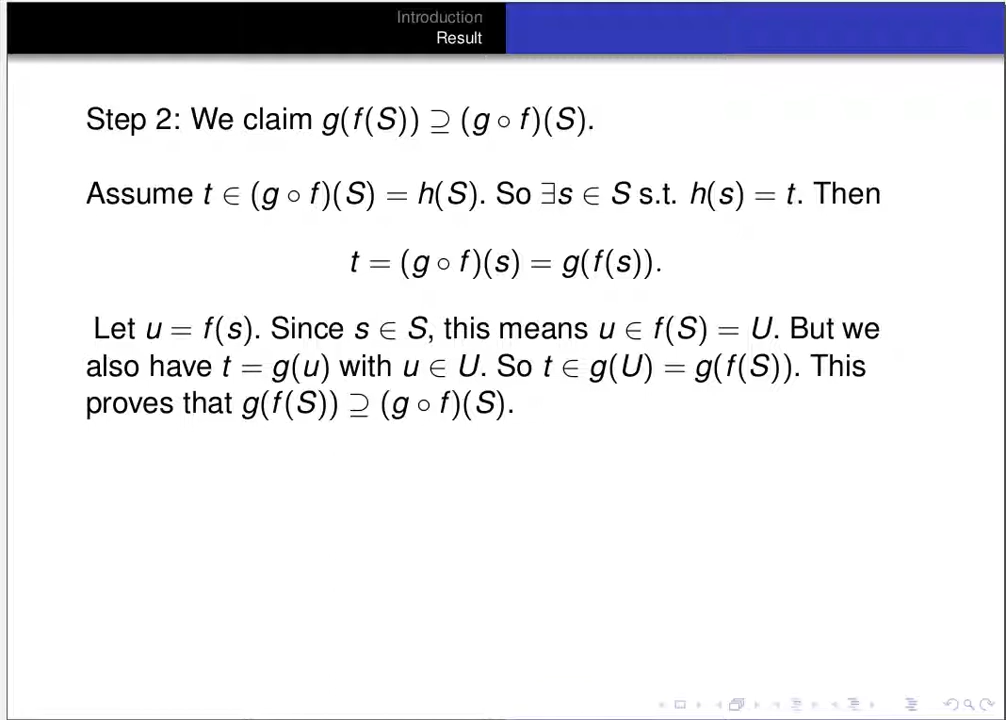 Introduction
Result
Step 2: We claim g(f(S)) ⊇ (g ∘ f)(S).
Assume t ∈ (g ∘ f)(S) = h(S). So ∃s ∈ S s.t. h(s) = t. Then
t = (g ∘ f)(s) = g(f(s)).
Let u = f(s). Since s ∈ S, this means u ∈ f(S) = U. But we
also have t = g(u) with u ∈ U. So t ∈ g(U) = g(f(S)). This
proves that g(f(S)) ⊇ (g ∘ f)(S).